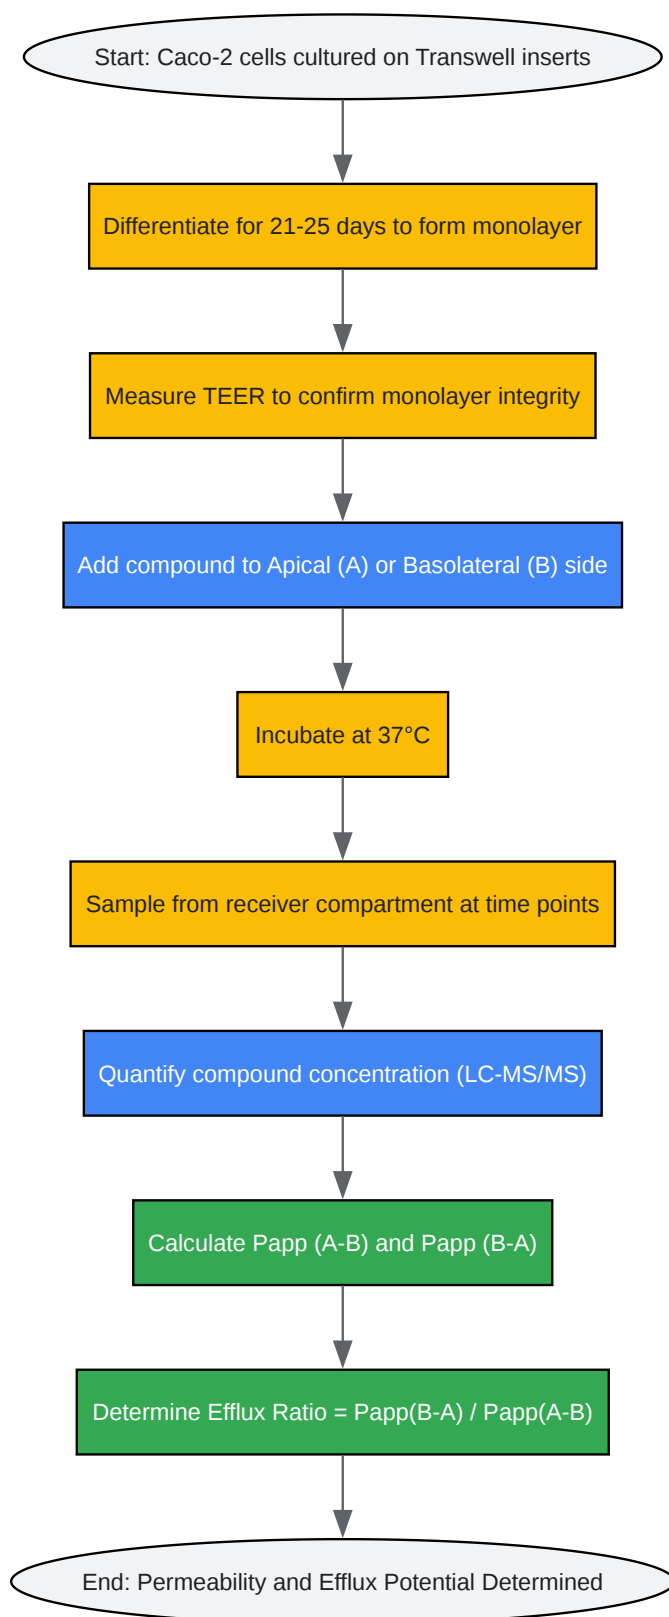 Start: Caco-2 cells cultured on Transwell inserts
Differentiate for 21-25 days to form monolayer
Measure TEER to confirm monolayer integrity
Add compound to Apical (A) or Basolateral (B) side
Incubate at 37°C
Sample from receiver compartment at time points
Quantify compound concentration (LC-MS/MS)
Calculate Papp (A-B) and Papp (B-A)
Determine Efflux Ratio = Papp(B-A) / Papp(A-B)
End: Permeability and Efflux Potential Determined